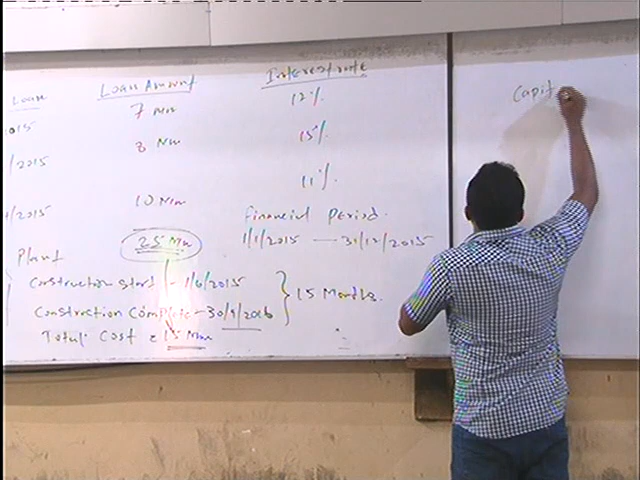 Loan Loan Amount Interest rate
2015 7 Mn 12%
/2015 8 Mn 15%
11%
/2015 10 Mn
Financial Period.
25 Mn 1/1/2015 — 31/12/2015
Plant
Construction start - 1/6/2015
15 Months.
Construction Complete - 30/9/2016
Total Cost = 15 Mn
Capit